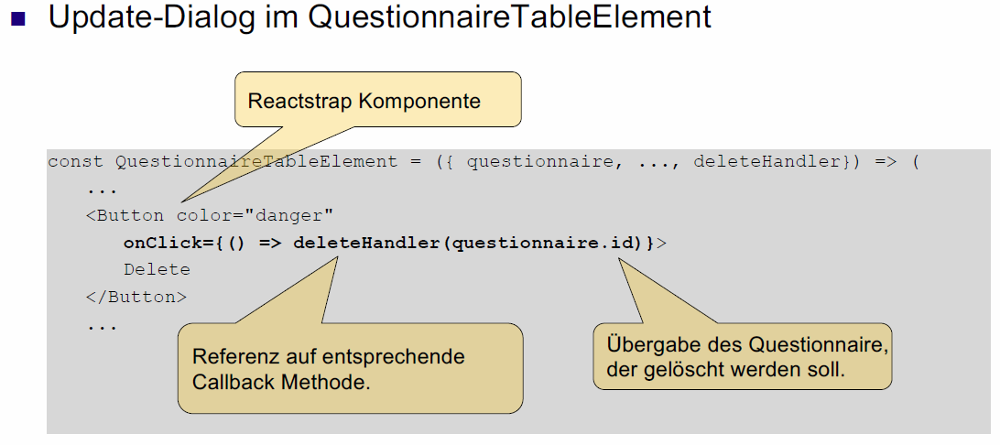 Update-Dialog im QuestionnaireTableElement
Reactstrap Komponente
const QuestionnaireTableElement = ({ questionnaire, ..., deleteHandler}) => (
...
<Button color="danger"
onClick={() => deleteHandler(questionnaire.id)}>
Delete
</Button>
...
Referenz auf entsprechende
Callback Methode.
Übergabe des Questionnaire,
der gelöscht werden soll.